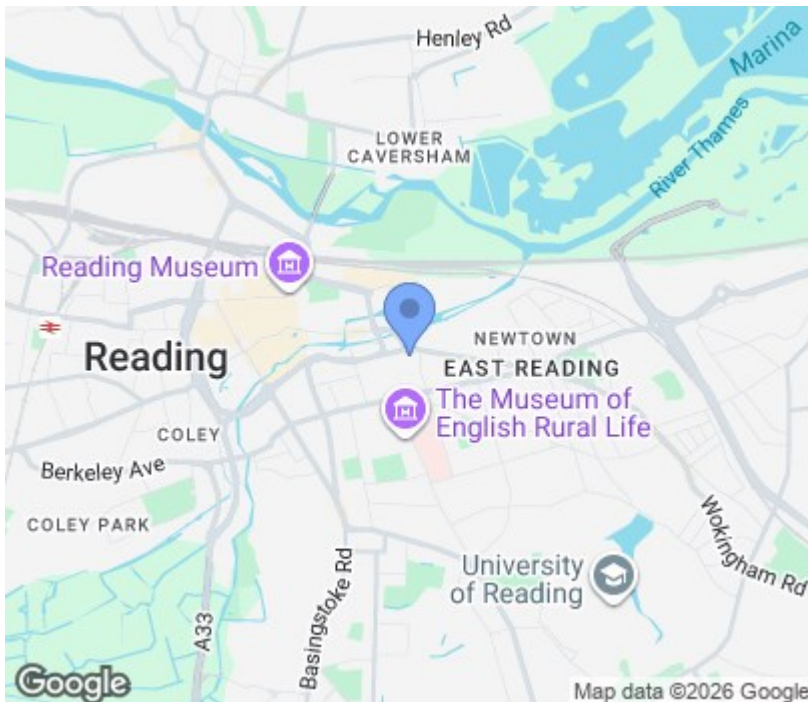 Henley Rd
Marina
LOWER
CAVERSHAM
River Thames
Reading Museum
NEWTOWN
Reading
EAST READING
The Museum of
English Rural Life
COLEY
Berkeley Ave
COLEY PARK
Wokingham Rd
University
of Reading
Basingstoke Rd
A33
Google
Map data ©2026 Google